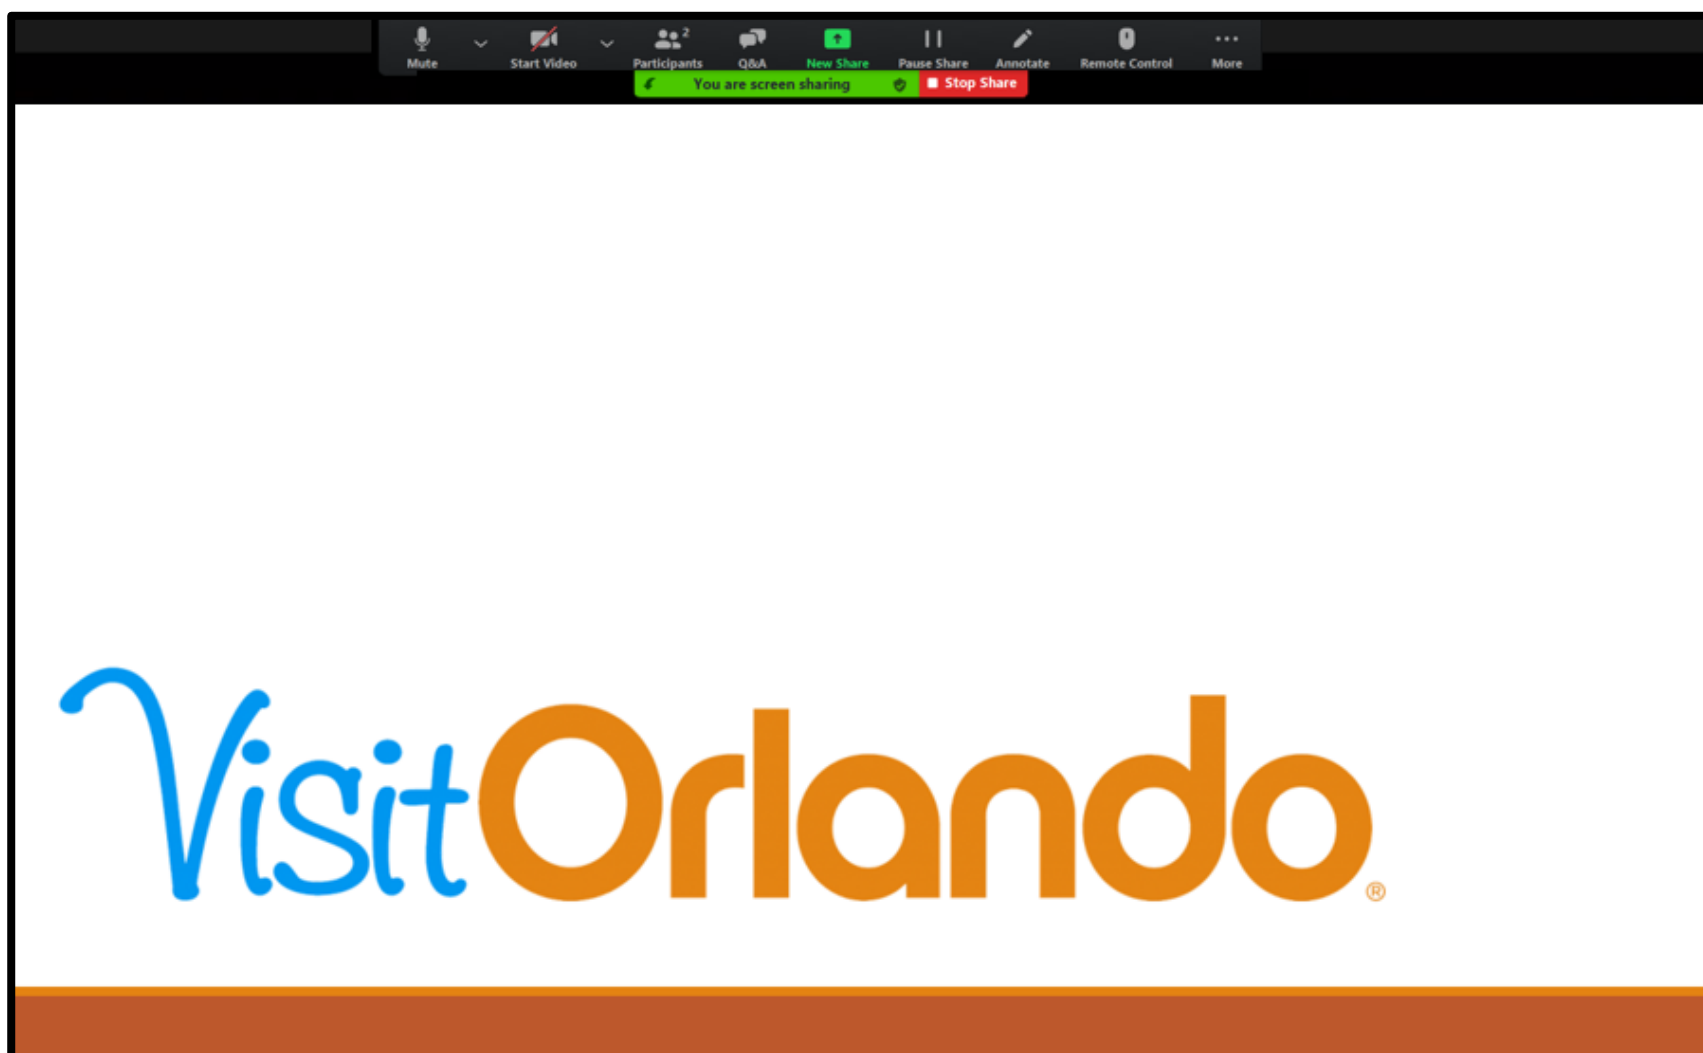 Mute Start Video Participants 2 Q&A New Share Pause Share Annotate Remote Control More
You are screen sharing Stop Share
VisitOrlando®